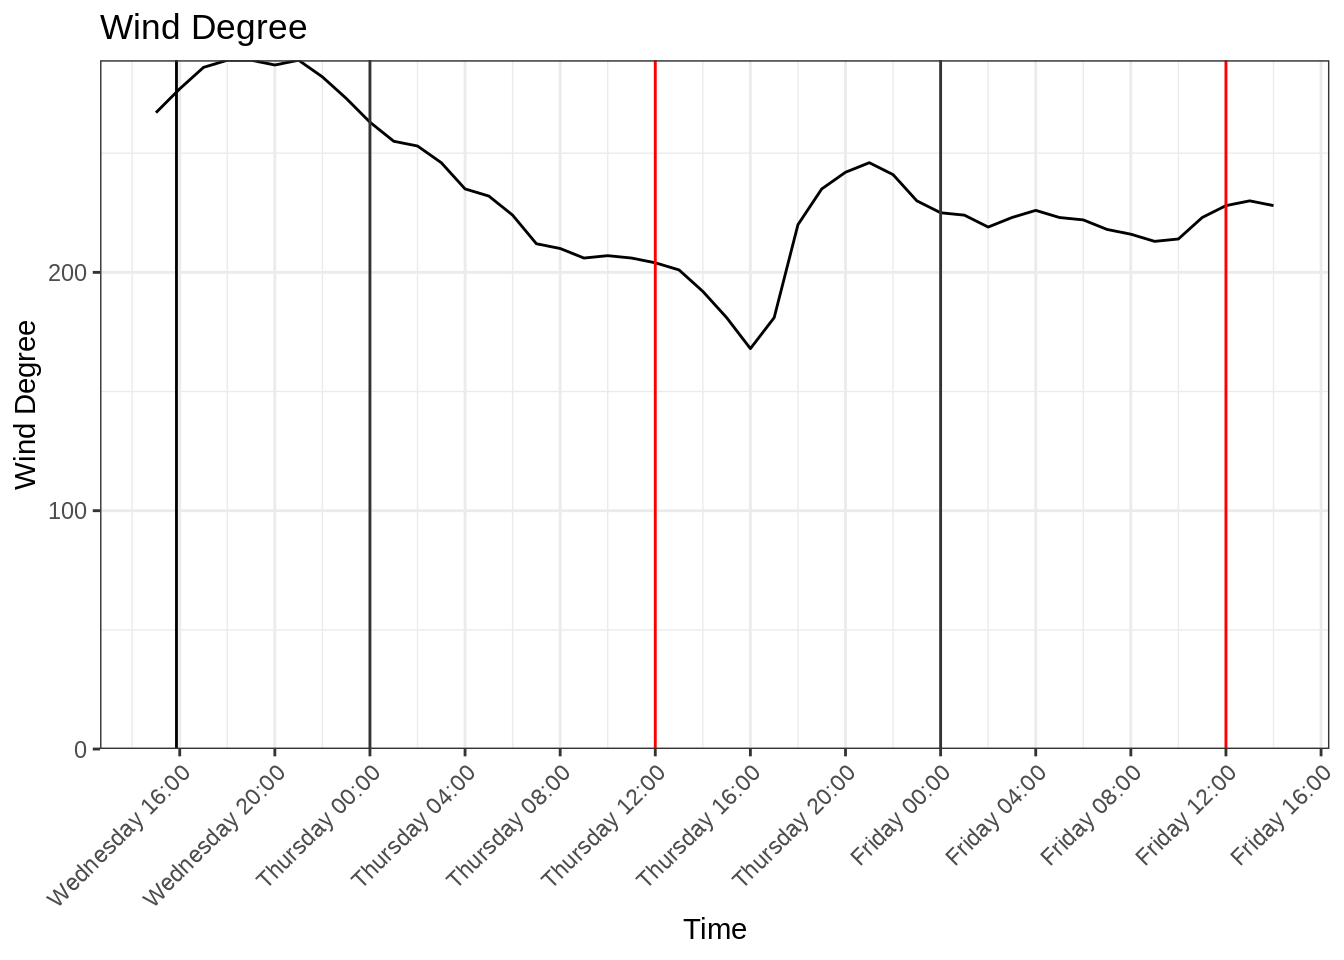 Wind Degree
Wind Degree
200
100
0
Wednesday 16:00
Wednesday 20:00
Thursday 00:00
Thursday 04:00
Thursday 08:00
Thursday 12:00
Thursday 16:00
Thursday 20:00
Friday 00:00
Friday 04:00
Friday 08:00
Friday 12:00
Friday 16:00
Time